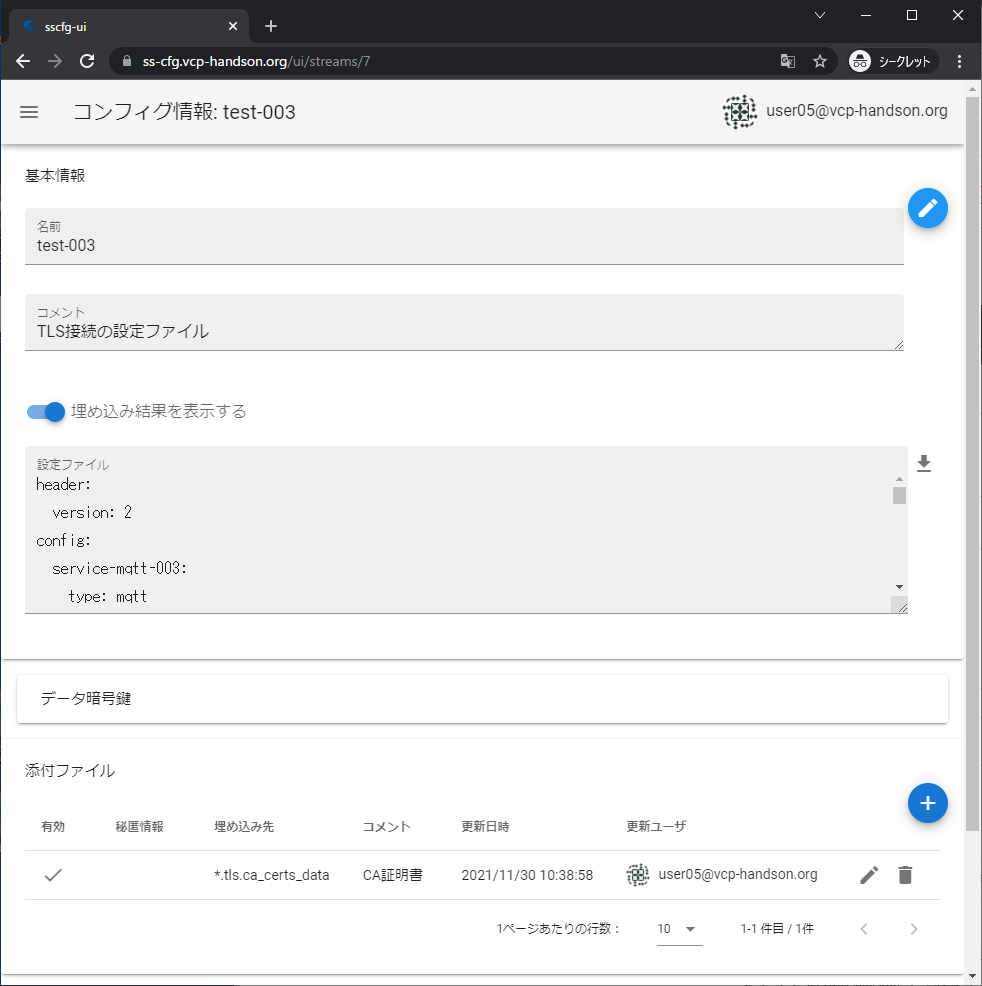 sscfg-ui
ss-cfg.vcp-handson.org/ui/streams/7
シークレット
コンフィグ情報: test-003
user05@vcp-handson.org
基本情報
名前
test-003
コメント
TLS接続の設定ファイル
埋め込み結果を表示する
設定ファイル
header:
version: 2
config:
service-mqtt-003:
type: mqtt
データ暗号鍵
添付ファイル
有効 秘匿情報 埋め込み先 コメント 更新日時 更新ユーザ
*.tls.ca_certs_data CA証明書 2021/11/30 10:38:58 user05@vcp-handson.org
1ページあたりの行数: 10 1-1 件目 / 1件